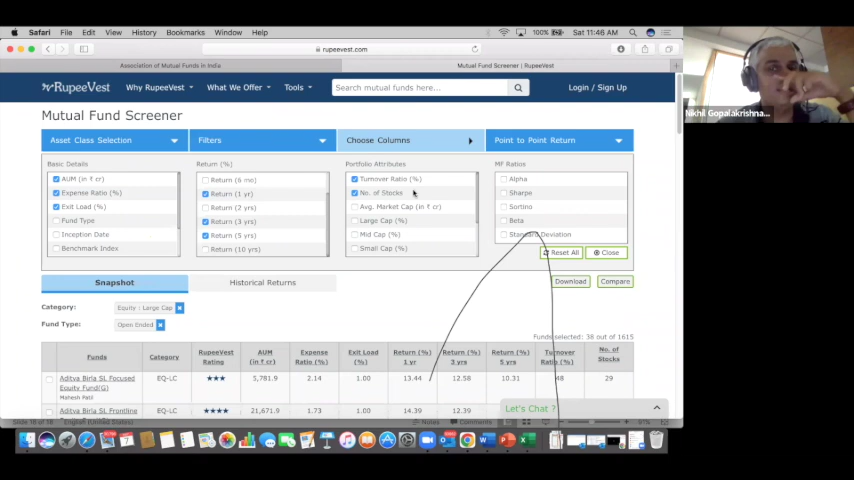 Safari File Edit View History Bookmarks Window Help
100% Sat 11:46 AM
rupeevest.com
Association of Mutual Funds in India
Mutual Fund Screener | RupeeVest
RupeeVest Why RupeeVest What We Offer Tools Search mutual funds here... Login / Sign Up
Nikhil Gopalakrishna...
Mutual Fund Screener
Asset Class Selection Filters Choose Columns Point to Point Return
Basic Details Return (%) Portfolio Attributes MF Ratios
AUM (in ₹ cr) Return (6 mo) Turnover Ratio (%) Alpha
Expense Ratio (%) Return (1 yr) No. of Stocks Sharpe
Exit Load (%) Return (2 yrs) Avg. Market Cap (in ₹ cr) Sortino
Fund Type Return (3 yrs) Large Cap (%) Beta
Inception Date Return (5 yrs) Mid Cap (%) Standard Deviation
Benchmark Index Return (10 yrs) Small Cap (%)
Reset All Close
Snapshot Historical Returns Download Compare
Category: Equity : Large Cap
Fund Type: Open Ended
Funds selected: 38 out of 1615
Funds Category RupeeVest Rating AUM (in ₹ cr) Expense Ratio (%) Exit Load (%) Return (%) 1 yr Return (%) 3 yrs Return (%) 5 yrs Turnover Ratio (%) No. of Stocks
Aditya Birla SL Focused Equity Fund(G) EQ-LC 5,781.9 2.14 1.00 13.44 12.58 10.31 48 29
Mahesh Patil
Aditya Birla SL Frontline EQ-LC 21,671.9 1.73 1.00 14.39 12.39
Let's Chat ?
Slide 18 of 18 English (United States) Notes Comments